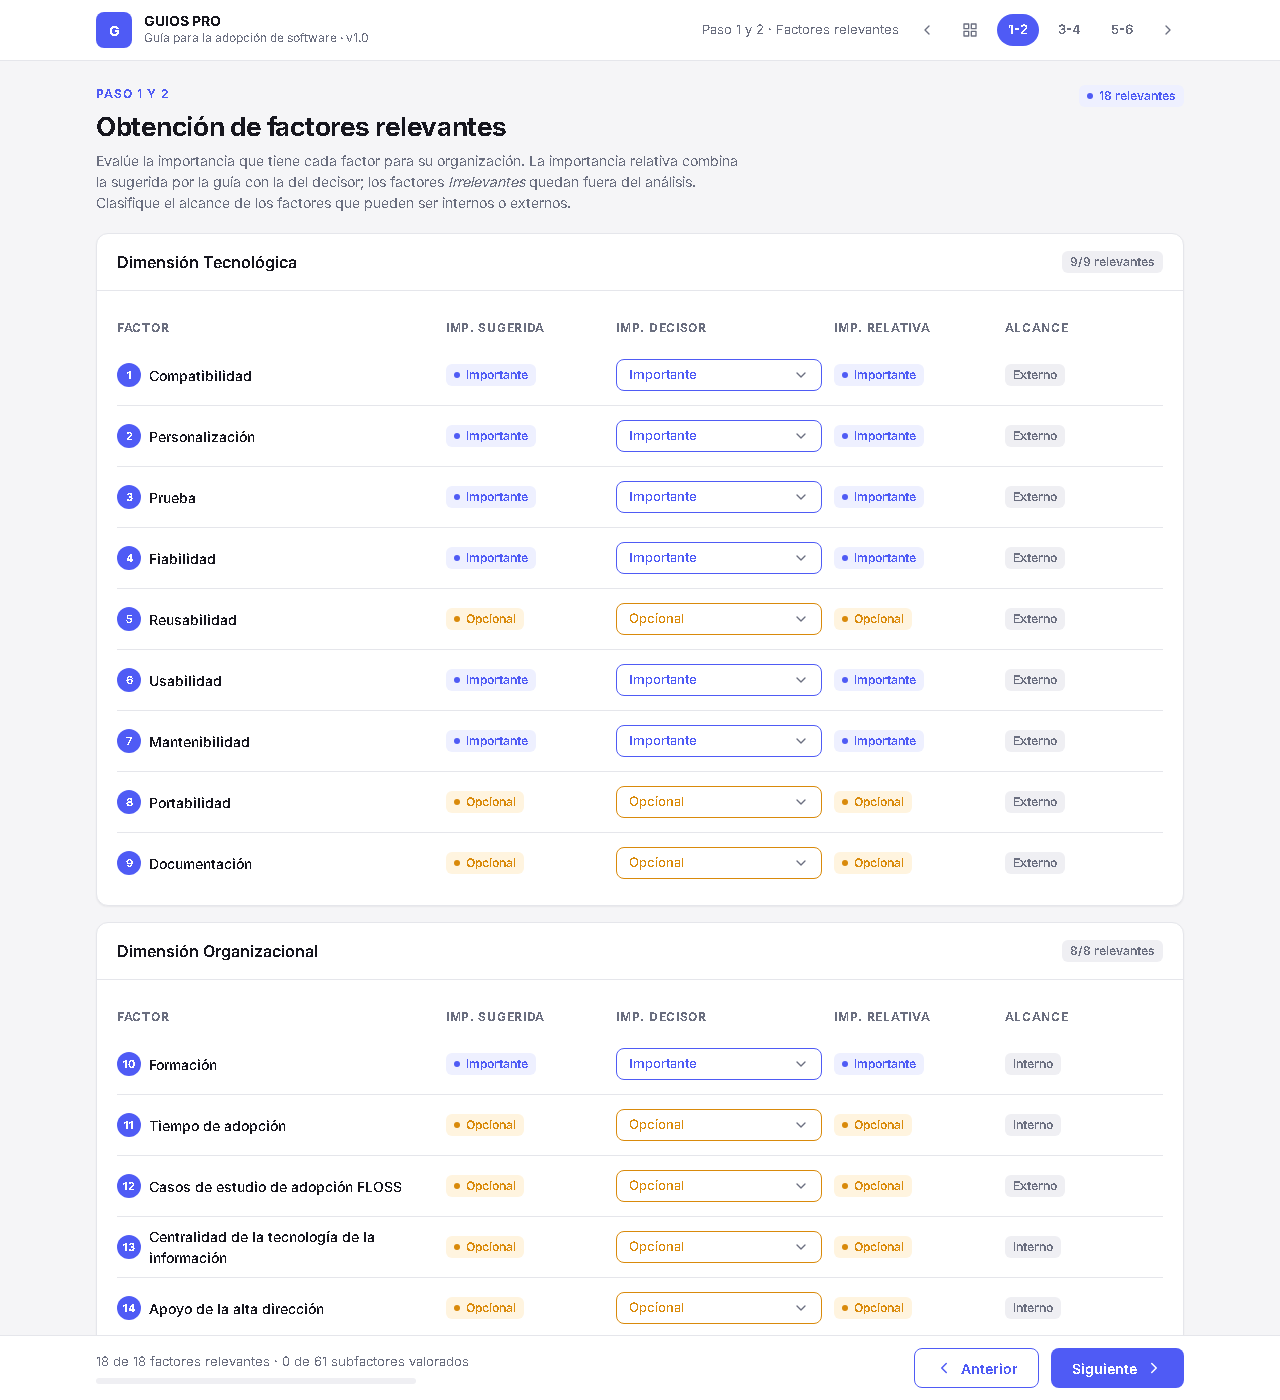 G
GUIOS PRO
Guía para la adopción de software · v1.0
Paso 1 y 2 · Factores relevantes
1-2
3-4
5-6
PASO 1 Y 2
18 relevantes
Obtención de factores relevantes
Evalúe la importancia que tiene cada factor para su organización. La importancia relativa combina
la sugerida por la guía con la del decisor; los factores Irrelevantes quedan fuera del análisis.
Clasifique el alcance de los factores que pueden ser internos o externos.
Dimensión Tecnológica
9/9 relevantes
FACTOR IMP. SUGERIDA IMP. DECISOR IMP. RELATIVA ALCANCE
1 Compatibilidad Importante Importante Importante Externo
2 Personalización Importante Importante Importante Externo
3 Prueba Importante Importante Importante Externo
4 Fiabilidad Importante Importante Importante Externo
5 Reusabilidad Opcional Opcional Opcional Externo
6 Usabilidad Importante Importante Importante Externo
7 Mantenibilidad Importante Importante Importante Externo
8 Portabilidad Opcional Opcional Opcional Externo
9 Documentación Opcional Opcional Opcional Externo
Dimensión Organizacional
8/8 relevantes
FACTOR IMP. SUGERIDA IMP. DECISOR IMP. RELATIVA ALCANCE
10 Formación Importante Importante Importante Interno
11 Tiempo de adopción Opcional Opcional Opcional Interno
12 Casos de estudio de adopción FLOSS Opcional Opcional Opcional Externo
13 Centralidad de la tecnología de la
información Opcional Opcional Opcional Interno
14 Apoyo de la alta dirección Opcional Opcional Opcional Interno
18 de 18 factores relevantes · 0 de 61 subfactores valorados
Anterior
Siguiente